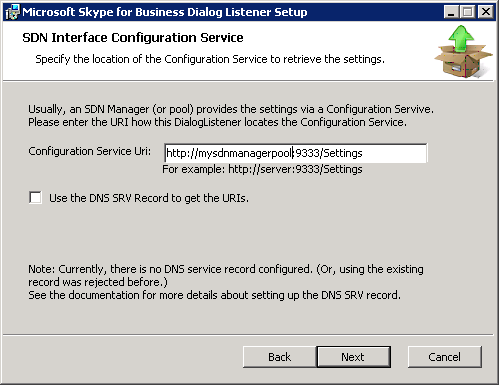 Microsoft Skype for Business Dialog Listener Setup
SDN Interface Configuration Service
Specify the location of the Configuration Service to retrieve the settings.
Usually, an SDN Manager (or pool) provides the settings via a Configuration Servive.
Please enter the URI how this DialogListener locates the Configuration Service.
Configuration Service Uri: http://mysdnmanagerpool:9333/Settings
For example: http://server:9333/Settings
Use the DNS SRV Record to get the URIs.
Note: Currently, there is no DNS service record configured. (Or, using the existing
record was rejected before.)
See the documentation for more details about setting up the DNS SRV record.
Back Next Cancel